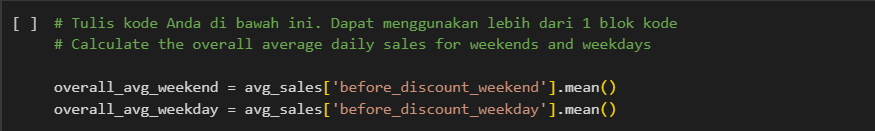 [ ] # Tulis kode Anda di bawah ini. Dapat menggunakan lebih dari 1 blok kode
# Calculate the overall average daily sales for weekends and weekdays
overall_avg_weekend = avg_sales['before_discount_weekend'].mean()
overall_avg_weekday = avg_sales['before_discount_weekday'].mean()